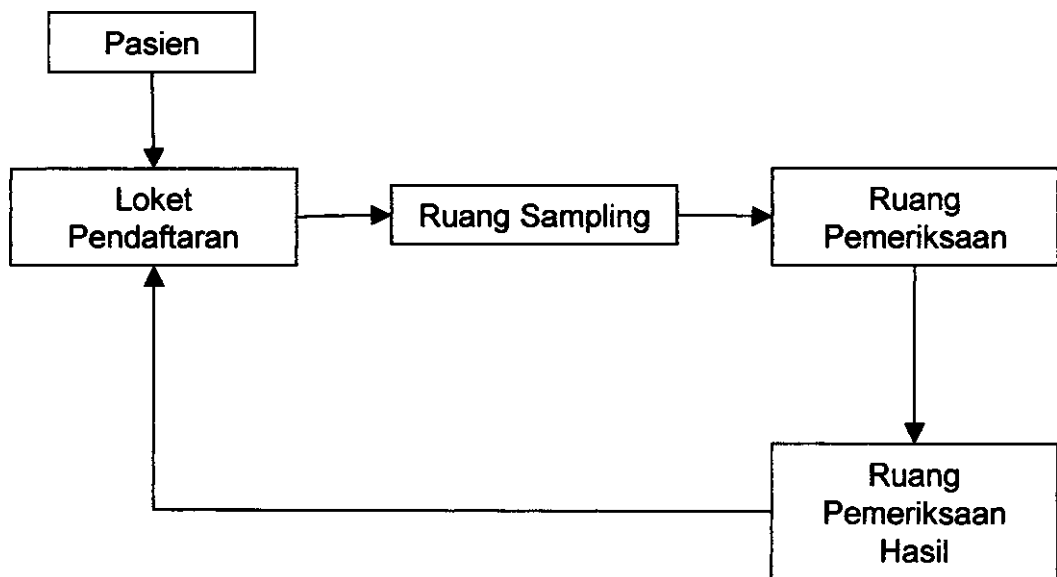 Pasien
Loket
Pendaftaran
Ruang Sampling
Ruang
Pemeriksaan
Ruang
Pemeriksaan
Hasil